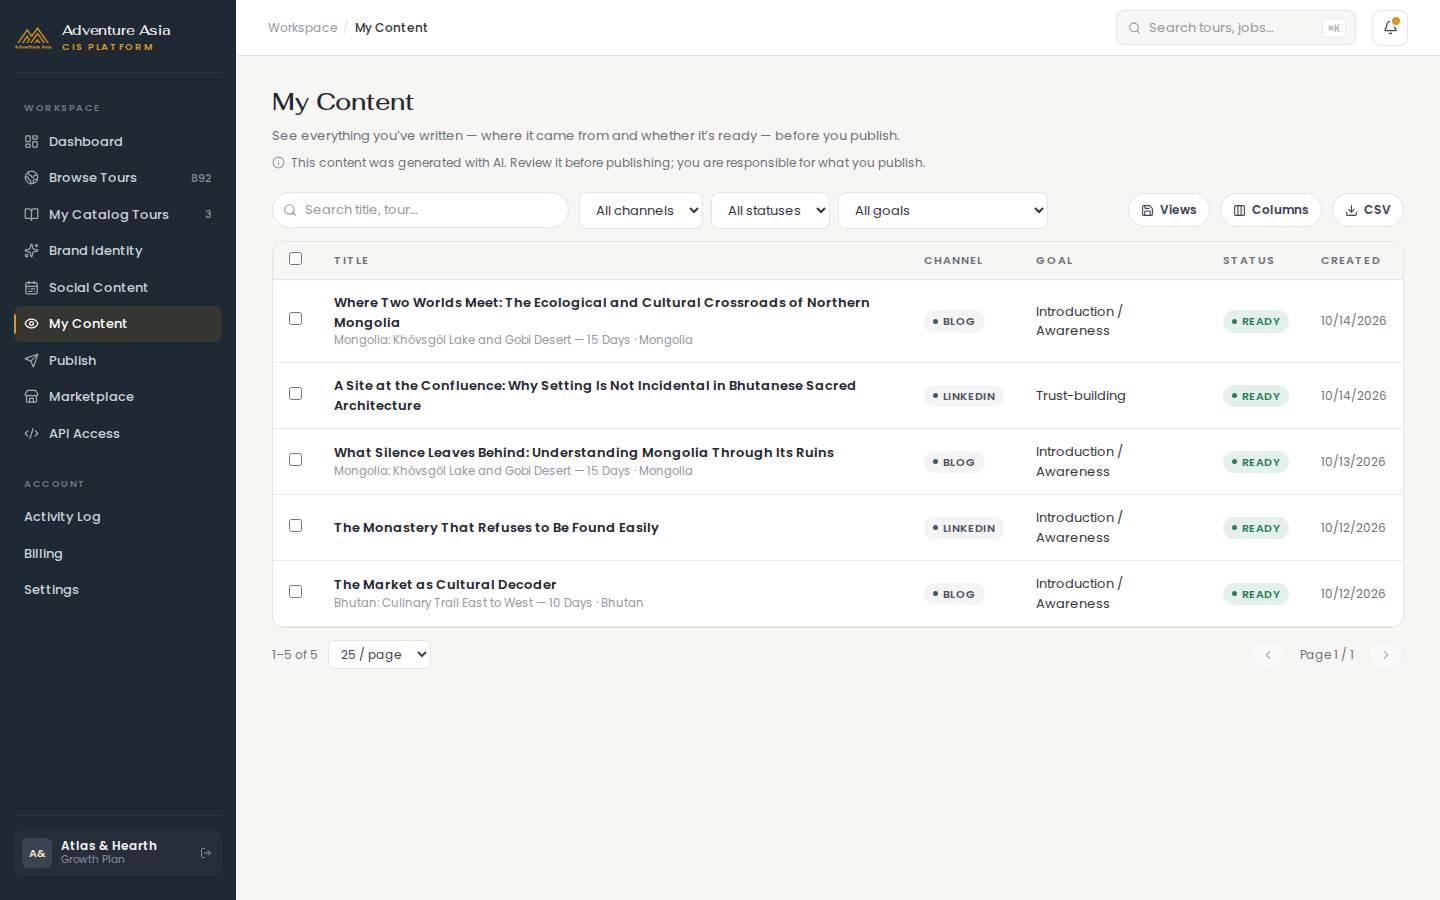 Adventure Asia
Adventure Asia
CIS PLATFORM
WORKSPACE
Dashboard
Browse Tours 892
My Catalog Tours 3
Brand Identity
Social Content
My Content
Publish
Marketplace
API Access
ACCOUNT
Activity Log
Billing
Settings
A& Atlas & Hearth
Growth Plan
Workspace / My Content
Search tours, jobs... ⌘K
My Content
See everything you've written — where it came from and whether it's ready — before you publish.
This content was generated with AI. Review it before publishing; you are responsible for what you publish.
Search title, tour... All channels All statuses All goals Views Columns CSV
TITLE CHANNEL GOAL STATUS CREATED
Where Two Worlds Meet: The Ecological and Cultural Crossroads of Northern
Mongolia
Mongolia: Khövsgöl Lake and Gobi Desert — 15 Days · Mongolia
BLOG
Introduction /
Awareness
READY
10/14/2026
A Site at the Confluence: Why Setting Is Not Incidental in Bhutanese Sacred
Architecture
LINKEDIN
Trust-building
READY
10/14/2026
What Silence Leaves Behind: Understanding Mongolia Through Its Ruins
Mongolia: Khövsgöl Lake and Gobi Desert — 15 Days · Mongolia
BLOG
Introduction /
Awareness
READY
10/13/2026
The Monastery That Refuses to Be Found Easily
LINKEDIN
Introduction /
Awareness
READY
10/12/2026
The Market as Cultural Decoder
Bhutan: Culinary Trail East to West — 10 Days · Bhutan
BLOG
Introduction /
Awareness
READY
10/12/2026
1–5 of 5 25 / page Page 1 / 1